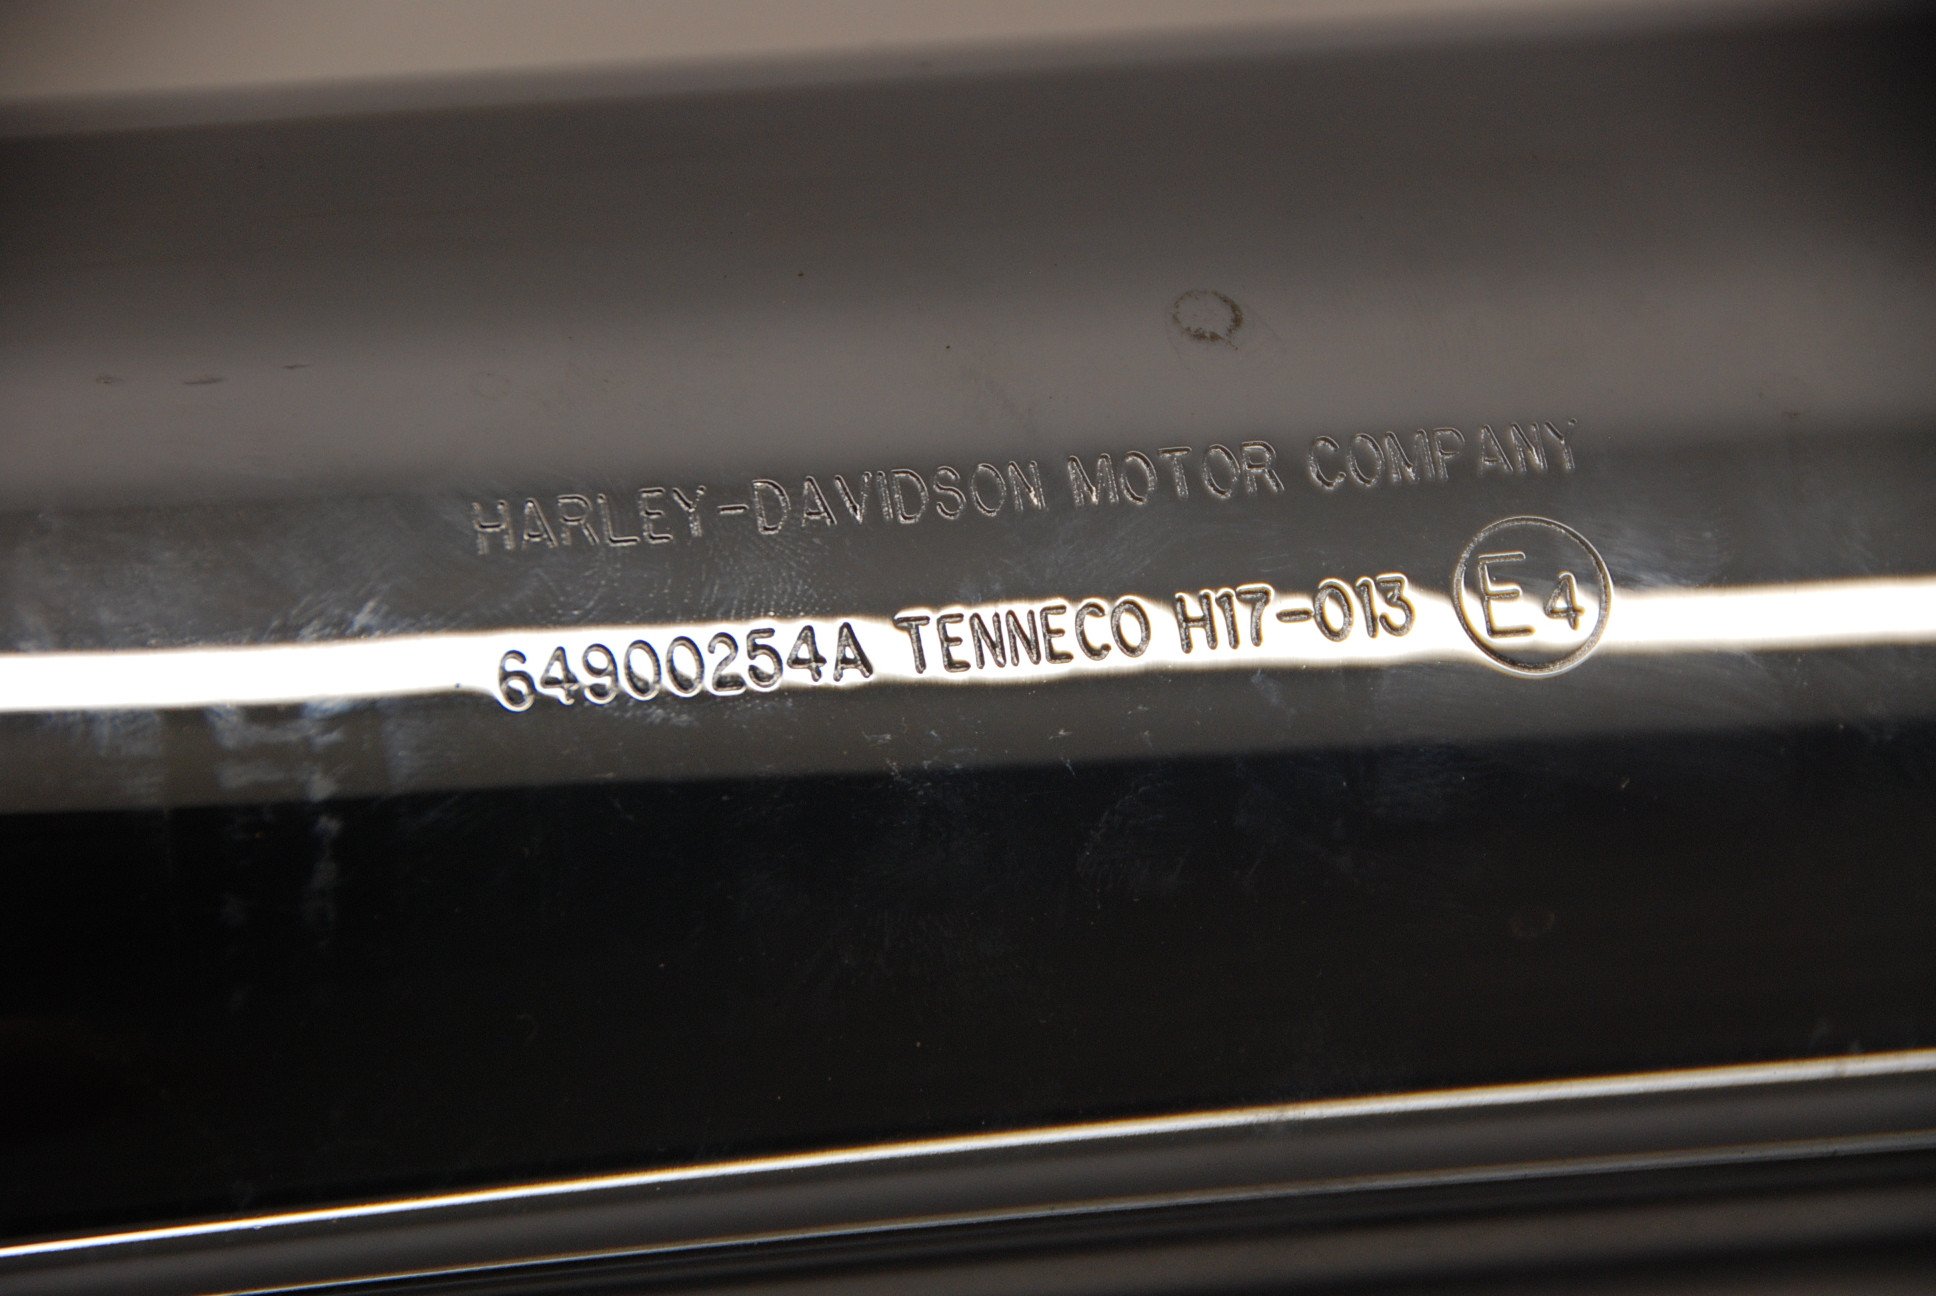 HARLEY-DAVIDSON MOTOR COMPANY
64900254A TENNECO H17-013 E4